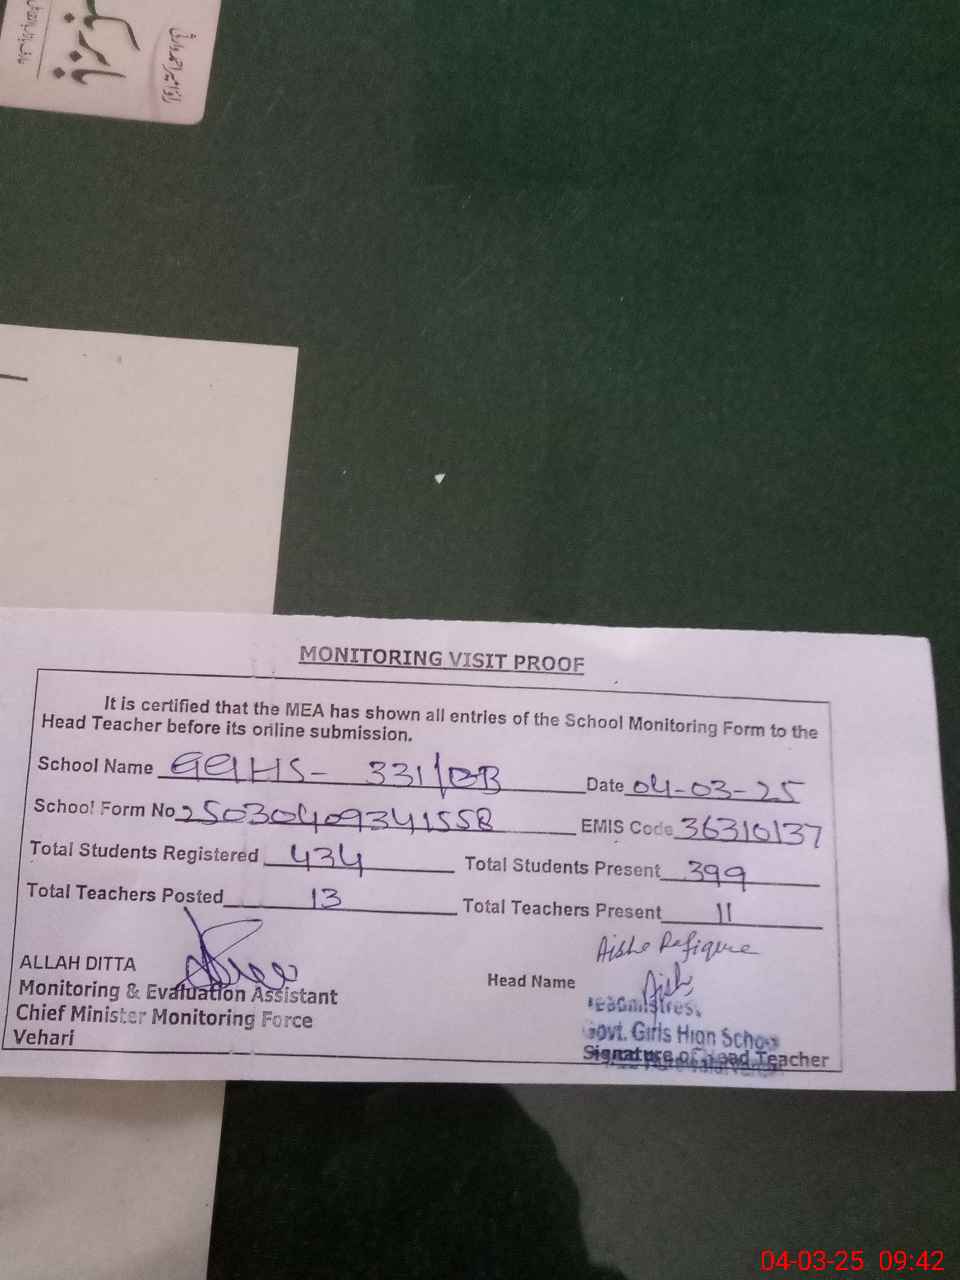 MONITORING VISIT PROOF
It is certified that the MEA has shown all entries of the School Monitoring Form to the
Head Teacher before its online submission.
School Name GGHS- 331/EB Date 04-03-25
School Form No 25030409341558 EMIS Code 36310137
Total Students Registered 434 Total Students Present 399
Total Teachers Posted 13 Total Teachers Present 11
ALLAH DITTA
Monitoring & Evaluation Assistant
Chief Minister Monitoring Force
Vehari
Head Name Aisha Rafique
Headmistress
Govt. Girls High School
Signature of Head Teacher
04-03-25 09:42